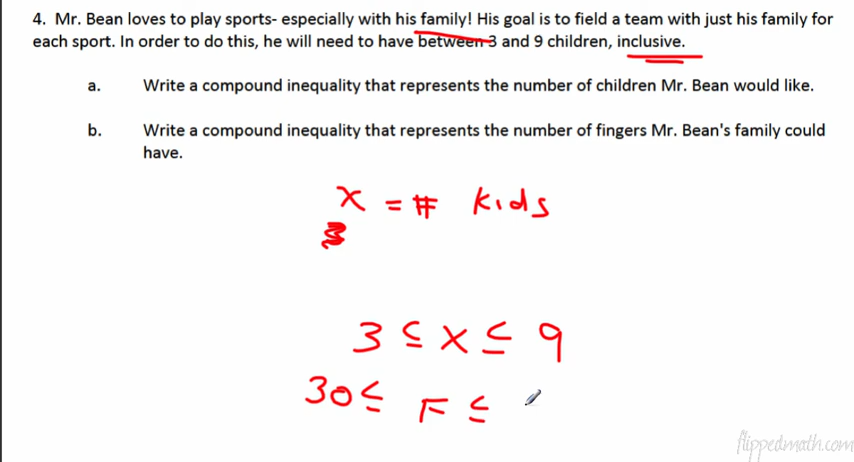 4. Mr. Bean loves to play sports- especially with his family! His goal is to field a team with just his family for
each sport. In order to do this, he will need to have between 3 and 9 children, inclusive.
a. Write a compound inequality that represents the number of children Mr. Bean would like.
b. Write a compound inequality that represents the number of fingers Mr. Bean's family could
have.
x = # kids
3
3 ≤ x ≤ 9
30 ≤ F ≤
flippedmath.com